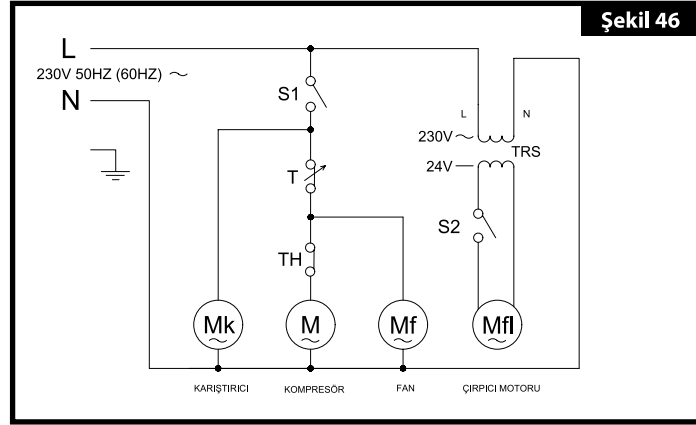 Şekil 46
L
230V 50HZ (60HZ) ~
N
S1
L N
230V ~
TRS
24V —
T
S2
TH
Mk ~
M ~
Mf ~
Mfl ~
KARIŞTIRICI
KOMPRESÖR
FAN
ÇIRPICI MOTORU